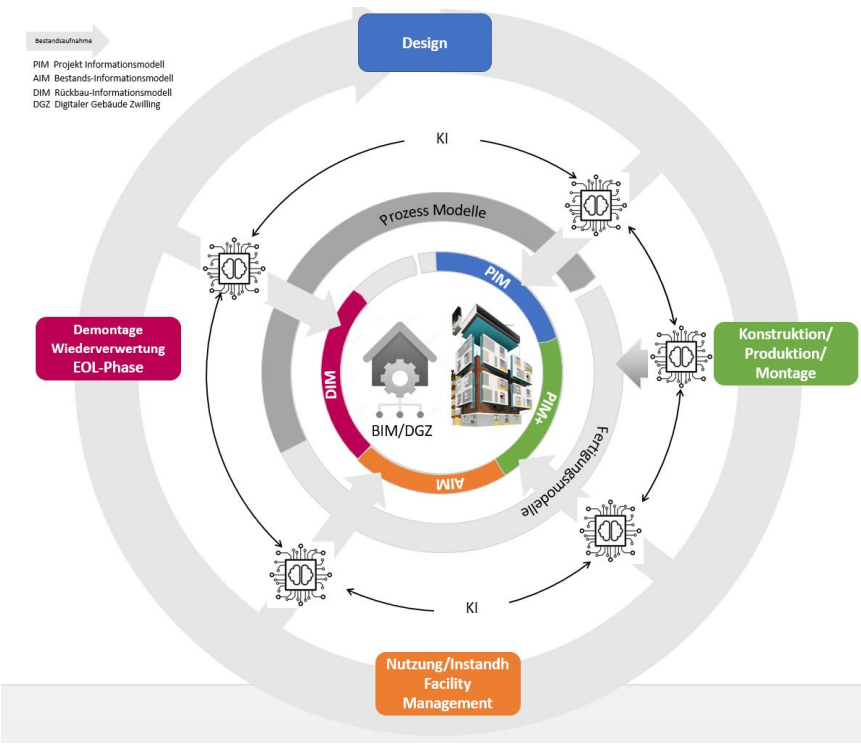 Design
Bestandsaufnahme
PIM Projekt Informationsmodell
AIM Bestands-Informationsmodell
DIM Rückbau-Informationsmodell
DGZ Digitaler Gebäude Zwilling
KI
Prozess Modelle
PIM
Demontage
Wiederverwertung
EOL-Phase
Konstruktion/
Produktion/
Montage
DIM
BIM/DGZ
PIM+
Fertigungsmodelle
AIM
KI
Nutzung/Instandh
Facility
Management